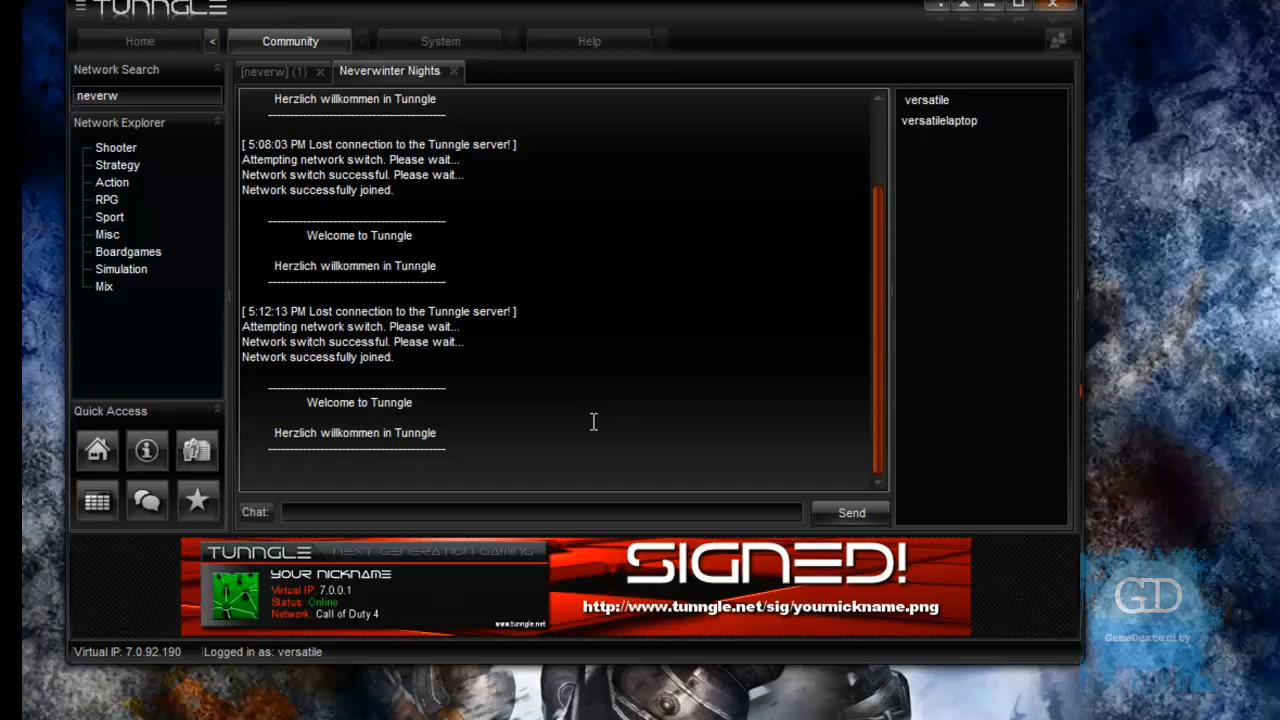 TUNNGLE
Home
<
Community
System
Help
Network Search
neverw
Network Explorer
Shooter
Strategy
Action
RPG
Sport
Misc
Boardgames
Simulation
Mix
Quick Access
[neverw] (1) x
Neverwinter Nights x
Herzlich willkommen in Tunngle
----------------------------------------
[ 5:08:03 PM Lost connection to the Tunngle server! ]
Attempting network switch. Please wait...
Network switch successful. Please wait...
Network successfully joined.
----------------------------------------
Welcome to Tunngle
Herzlich willkommen in Tunngle
----------------------------------------
[ 5:12:13 PM Lost connection to the Tunngle server! ]
Attempting network switch. Please wait...
Network switch successful. Please wait...
Network successfully joined.
----------------------------------------
Welcome to Tunngle
Herzlich willkommen in Tunngle
----------------------------------------
Chat:
Send
versatile
versatilelaptop
TUNNGLE NEXT GENERATION GAMING
YOUR NICKNAME
Virtual IP: 7.0.0.1
Status: Online
Network: Call of Duty 4
www.tunngle.net
SIGNED!
http://www.tunngle.net/sig/yournickname.png
Virtual IP: 7.0.92.190
Logged in as: versatile
GD
GameDexterity